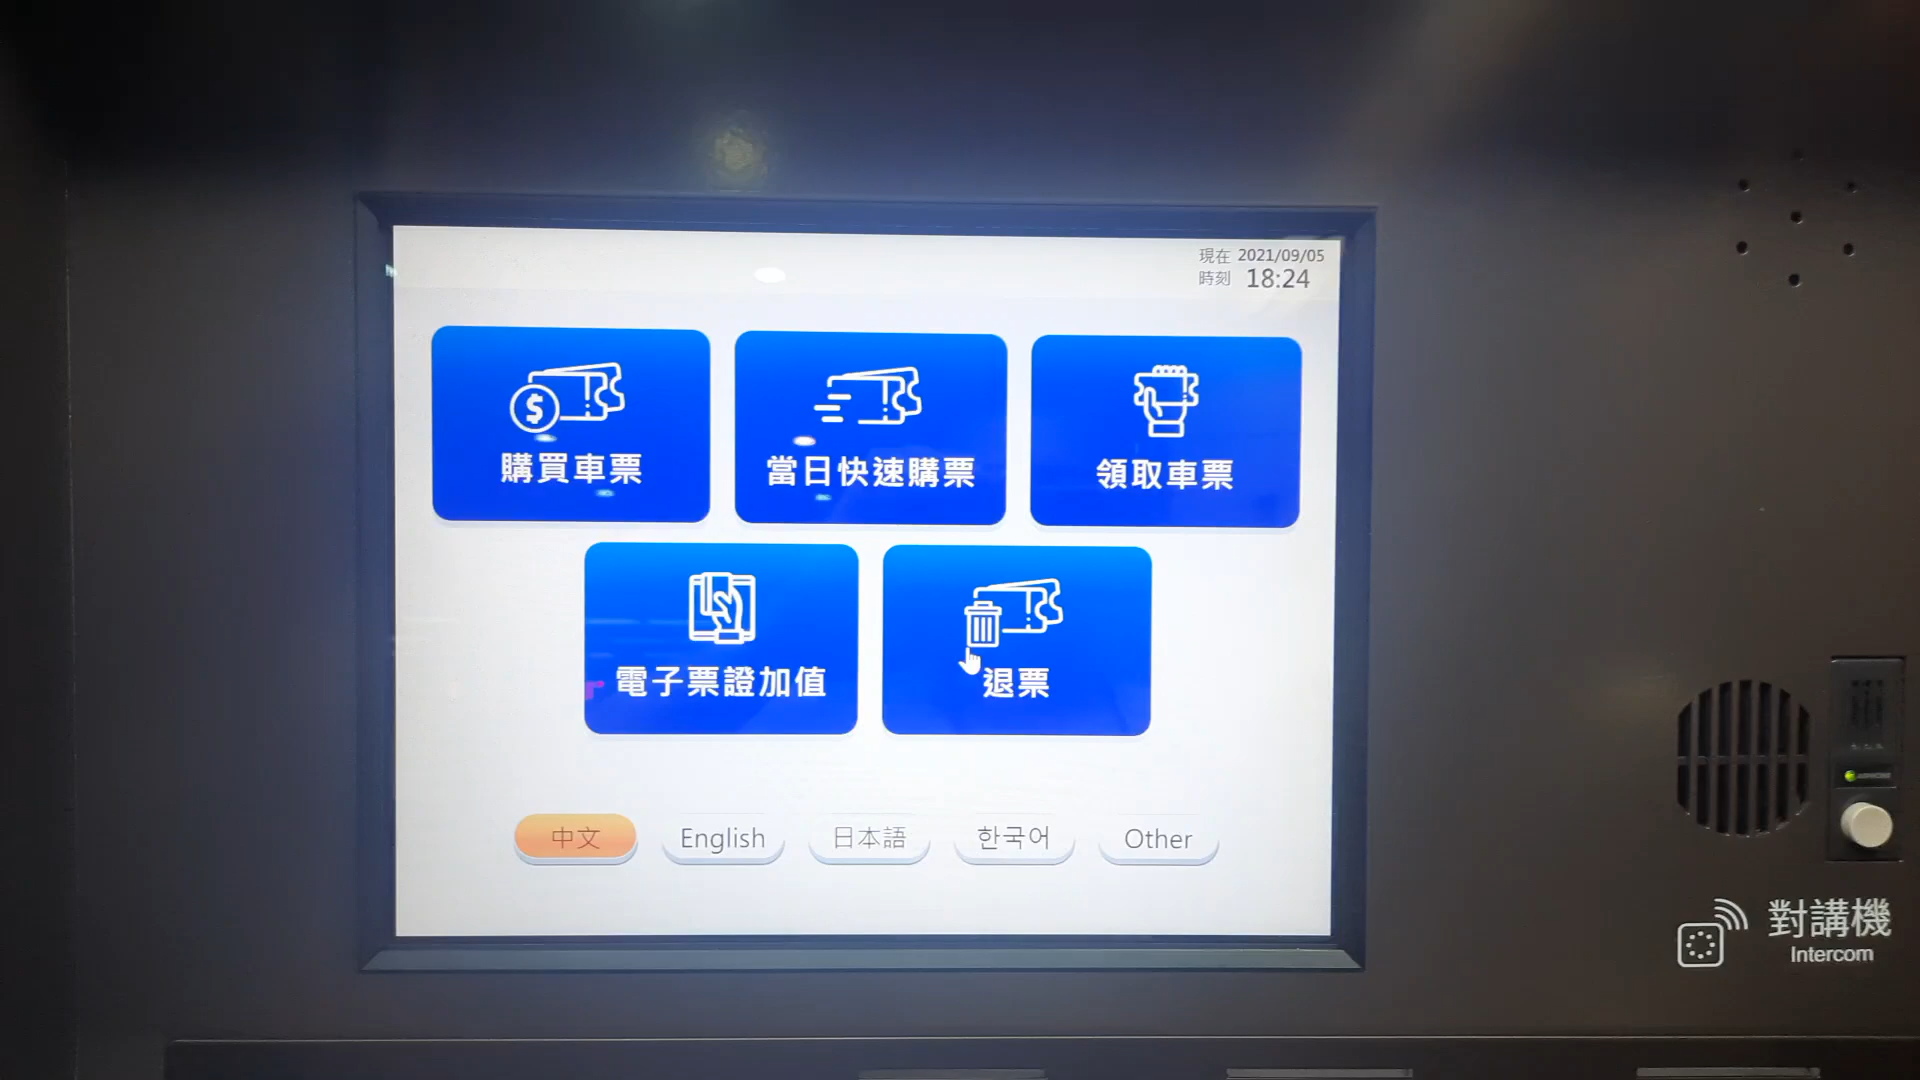 現在 2021/09/05
時刻 18:24
購買車票
當日快速購票
領取車票
電子票證加值
退票
中文
English
日本語
한국어
Other
對講機
Intercom